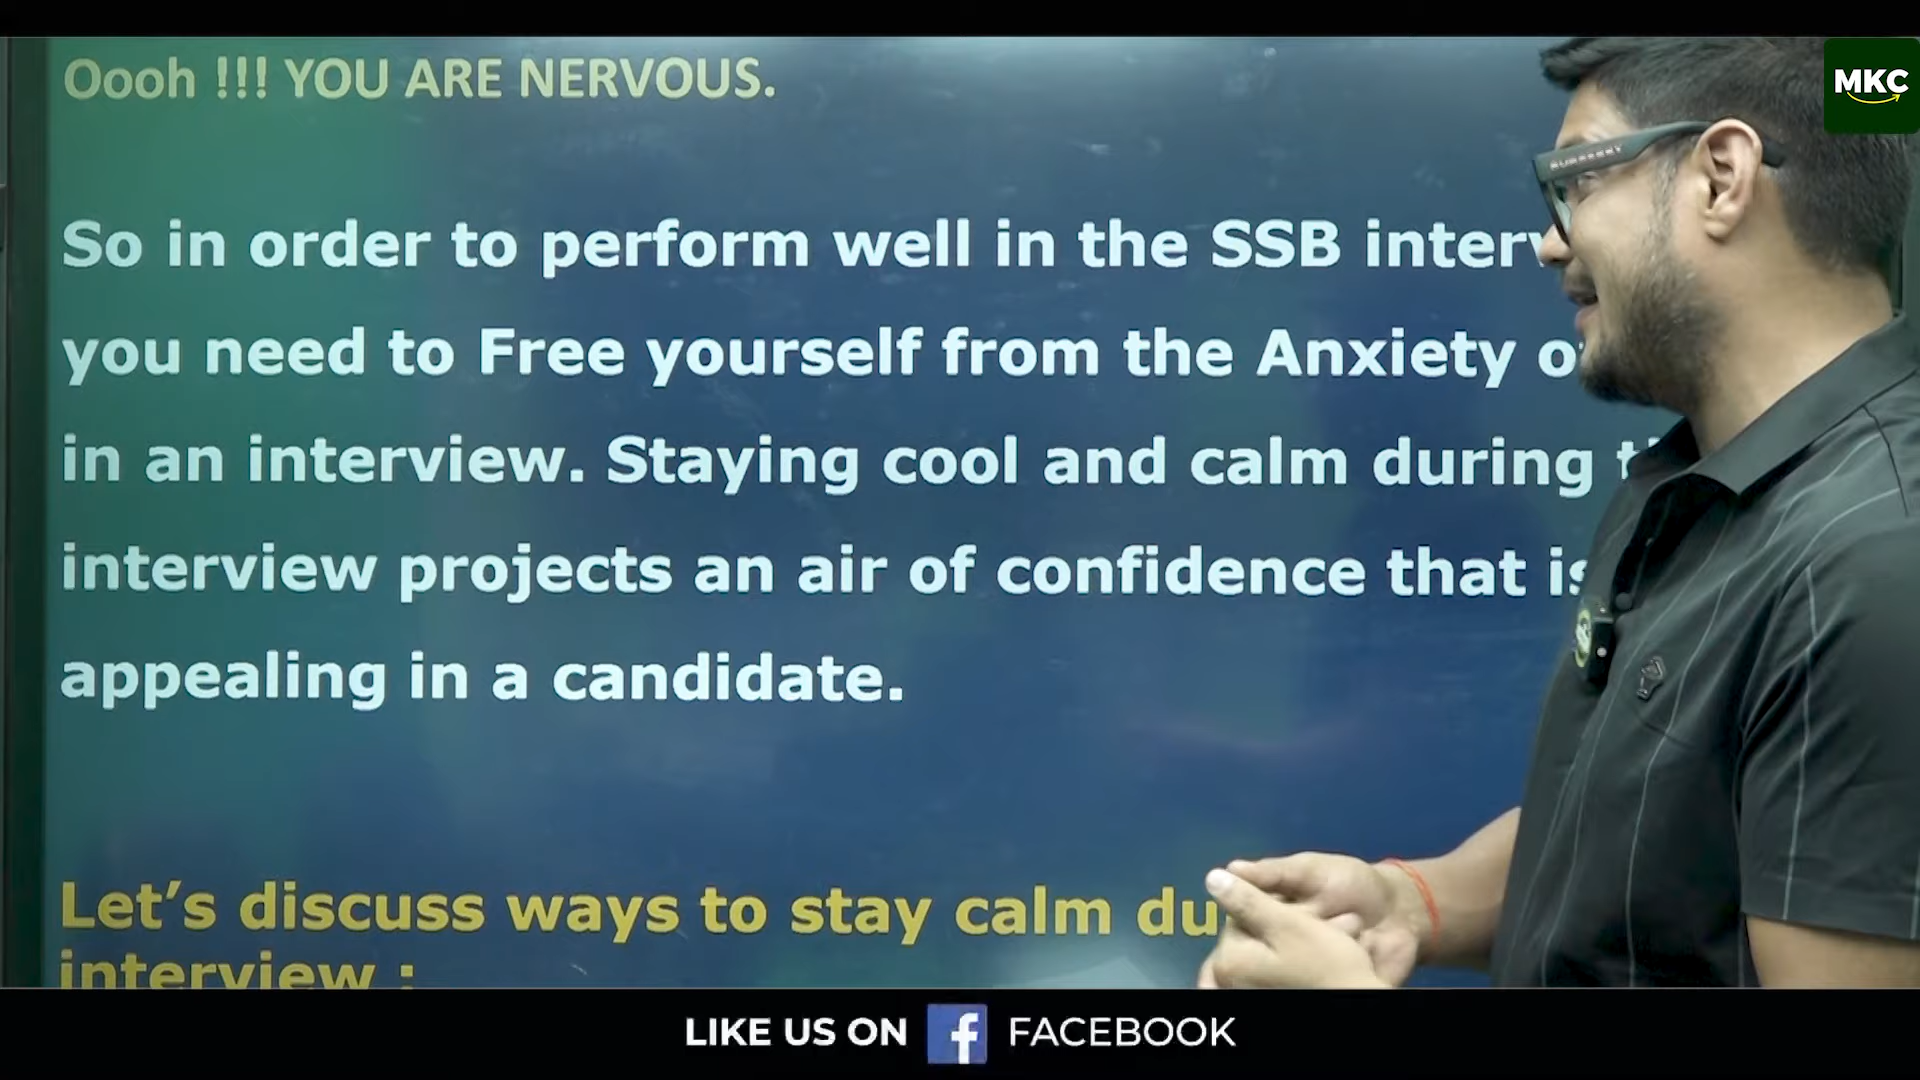 Oooh !!! YOU ARE NERVOUS.
MKC
BURBERRY
So in order to perform well in the SSB
you need to Free yourself from the Anxiety
in an interview. Staying cool and calm during
interview projects an air of confidence that is
appealing in a candidate.
Let's discuss ways to stay calm
interview :
LIKE US ON f FACEBOOK